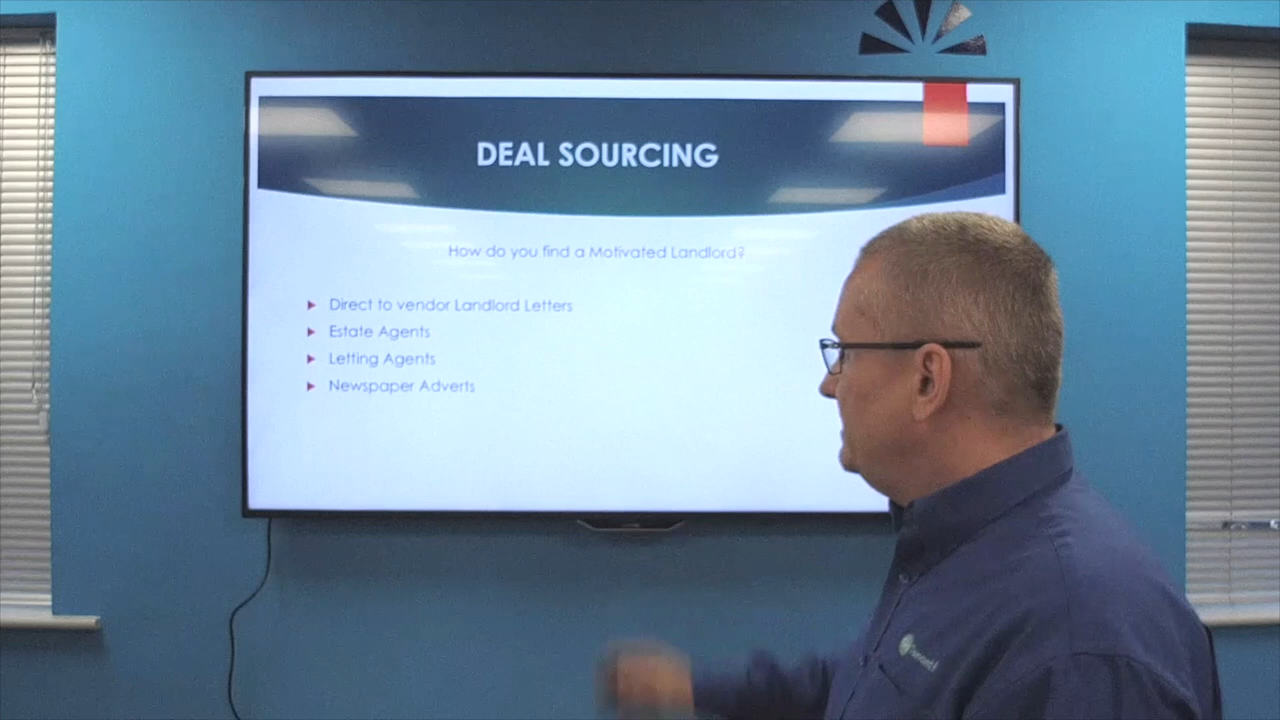 DEAL SOURCING
How do you find a Motivated Landlord?
Direct to vendor Landlord Letters
Estate Agents
Letting Agents
Newspaper Adverts